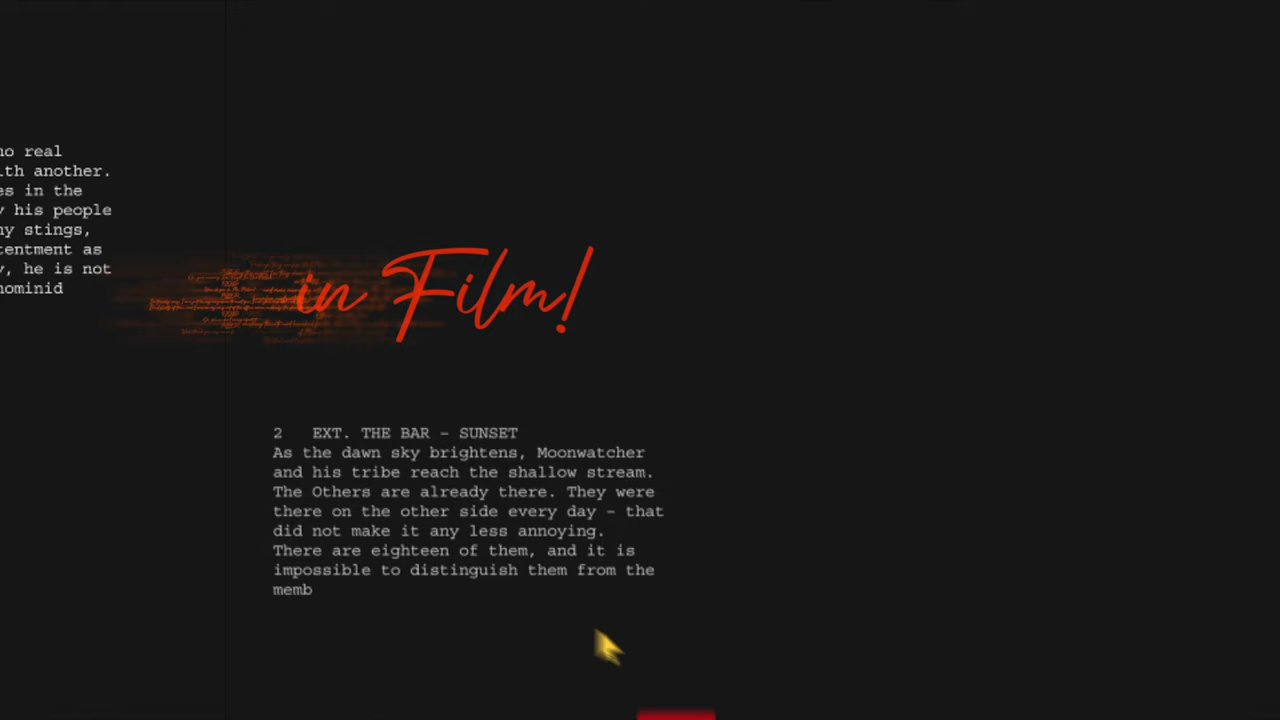 no real
ith another.
es in the
y his people
ny stings,
tentment as
y, he is not
hominid
in Film!
2   EXT. THE BAR – SUNSET
As the dawn sky brightens, Moonwatcher
and his tribe reach the shallow stream.
The Others are already there. They were
there on the other side every day – that
did not make it any less annoying.
There are eighteen of them, and it is
impossible to distinguish them from the
memb